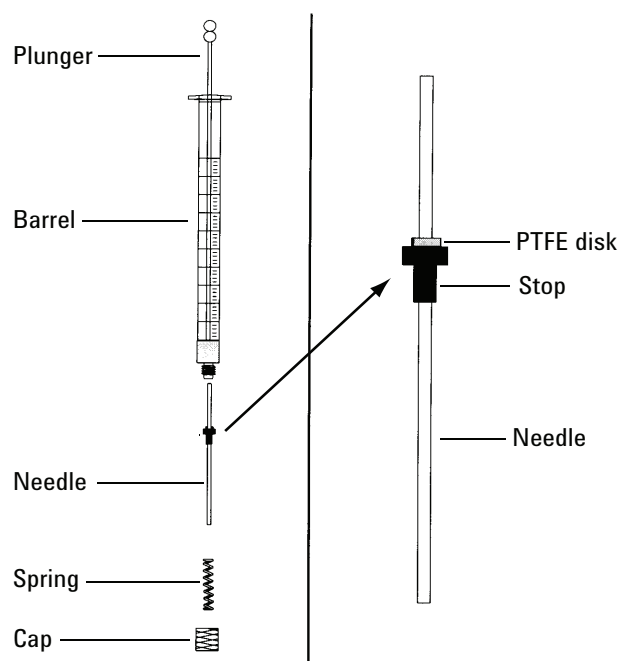 Plunger
Barrel
Needle
Spring
Cap
PTFE disk
Stop
Needle